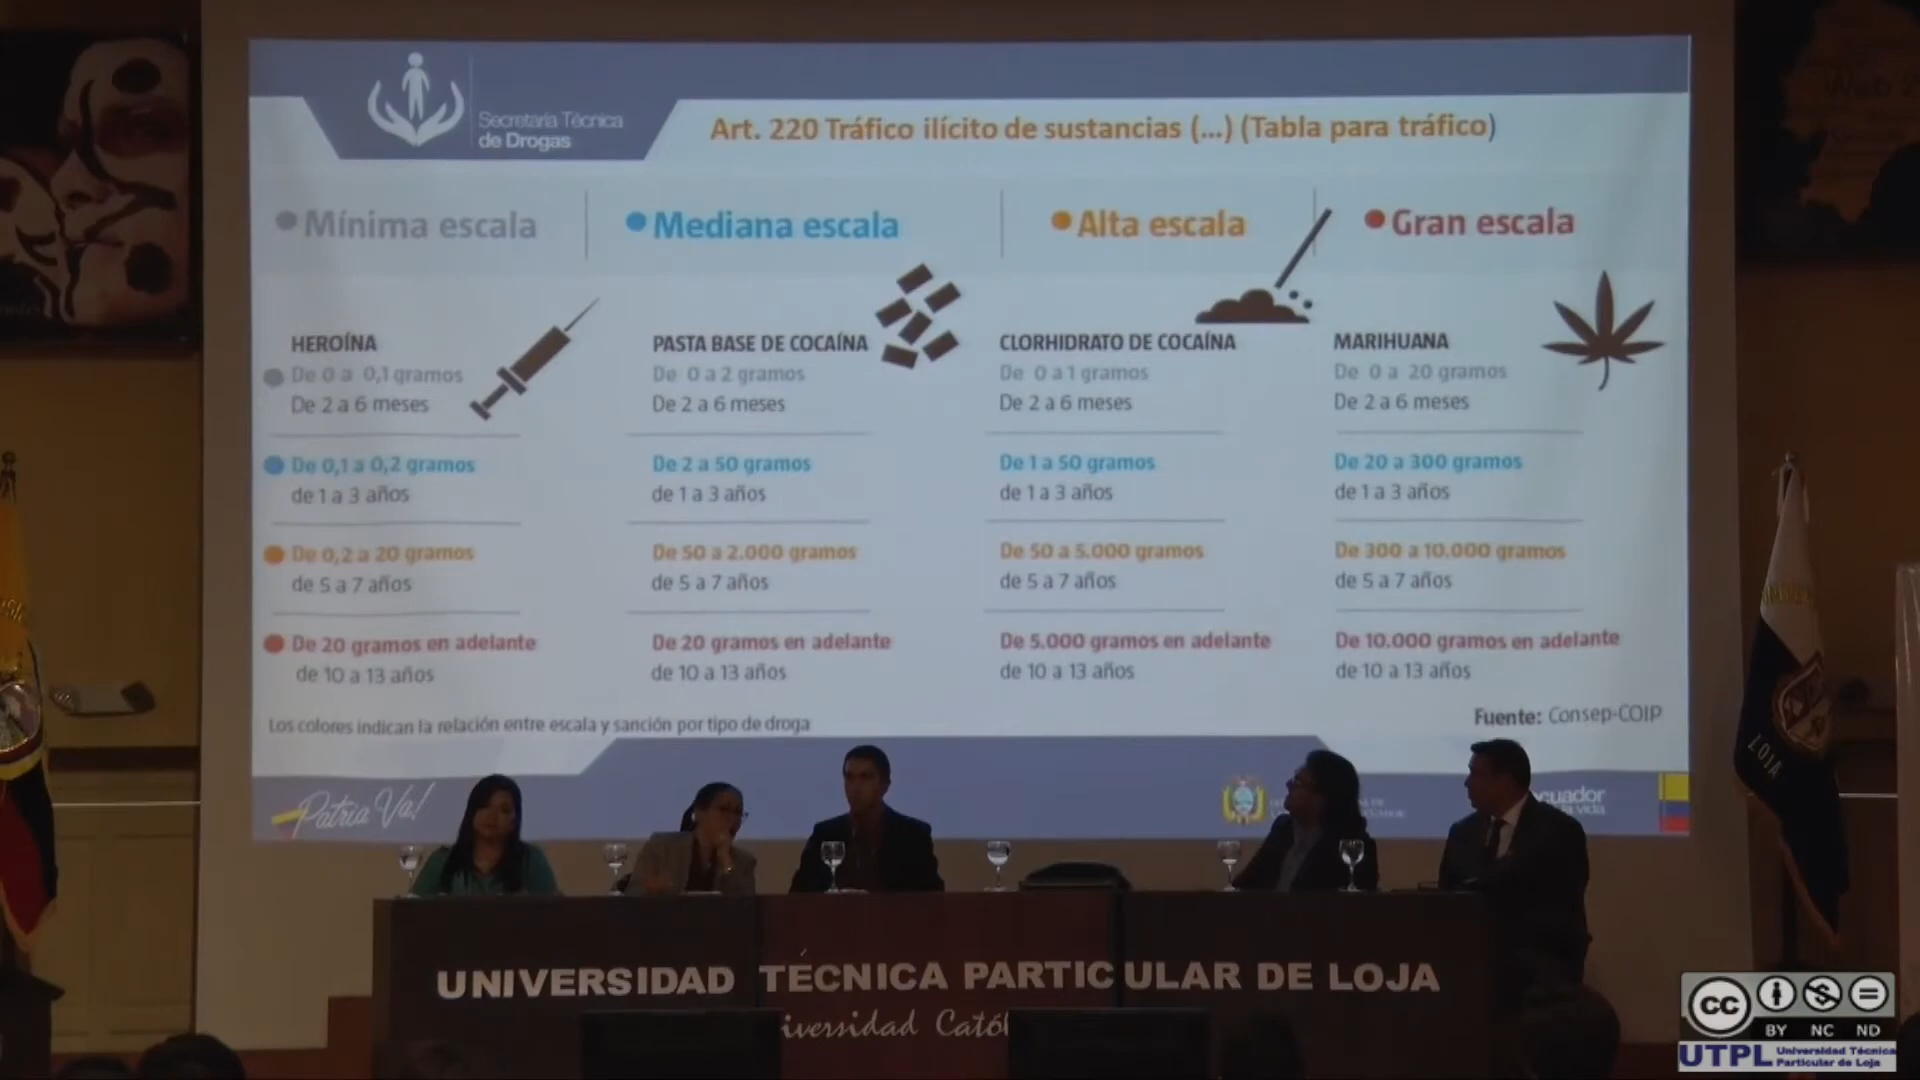 Secretaría Técnica
de Drogas
Art. 220 Tráfico ilícito de sustancias (...) (Tabla para tráfico)
Mínima escala
Mediana escala
Alta escala
Gran escala
HEROÍNA
De 0 a 0,1 gramos
De 2 a 6 meses
De 0,1 a 0,2 gramos
de 1 a 3 años
De 0,2 a 20 gramos
de 5 a 7 años
De 20 gramos en adelante
de 10 a 13 años
PASTA BASE DE COCAÍNA
De 0 a 2 gramos
De 2 a 6 meses
De 2 a 50 gramos
de 1 a 3 años
De 50 a 2.000 gramos
de 5 a 7 años
De 20 gramos en adelante
de 10 a 13 años
CLORHIDRATO DE COCAÍNA
De 0 a 1 gramos
De 2 a 6 meses
De 1 a 50 gramos
de 1 a 3 años
De 50 a 5.000 gramos
de 5 a 7 años
De 5.000 gramos en adelante
de 10 a 13 años
MARIHUANA
De 0 a 20 gramos
De 2 a 6 meses
De 20 a 300 gramos
de 1 a 3 años
De 300 a 10.000 gramos
de 5 a 7 años
De 10.000 gramos en adelante
de 10 a 13 años
Los colores indican la relación entre escala y sanción por tipo de droga
Fuente: Consep-COIP
Patria Va!
LOJA
UNIVERSIDAD TÉCNICA PARTICULAR DE LOJA
cc
BY NC ND
UTPL Universidad Técnica
Particular de Loja